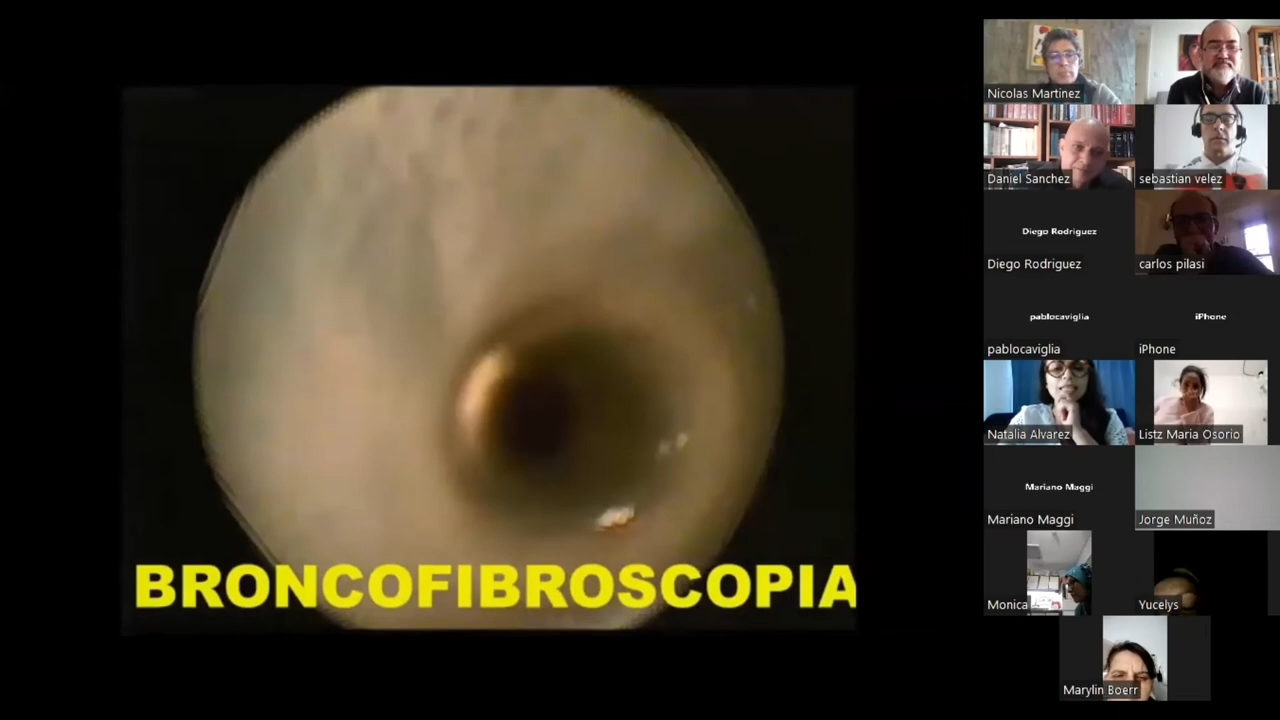 BRONCOFIBROSCOPIA
Nicolas Martinez
Daniel Sanchez
sebastian velez
Diego Rodriguez
Diego Rodriguez
carlos pilasi
pablocaviglia
pablocaviglia
iPhone
iPhone
Natalia Alvarez
Listz Maria Osorio
Mariano Maggi
Mariano Maggi
Jorge Muñoz
Monica
Yucelys
Marylin Boerr